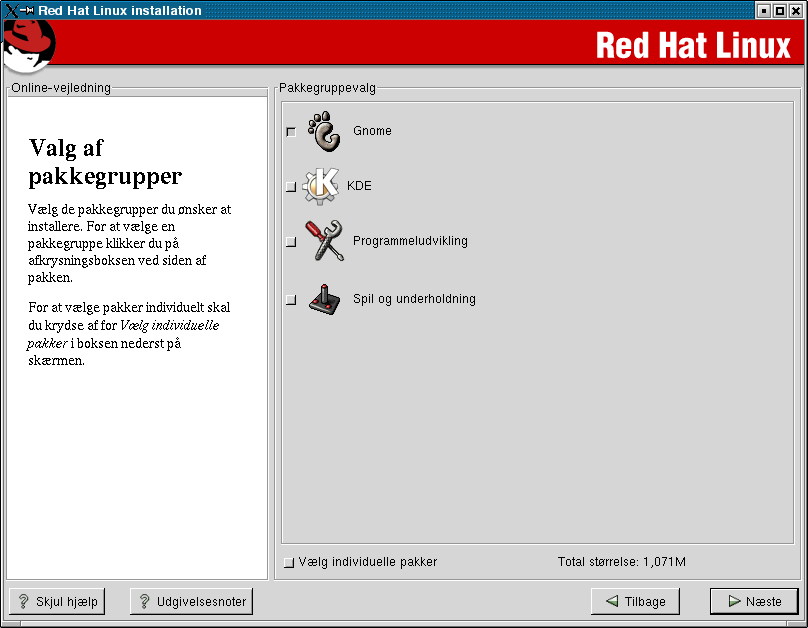 Red Hat Linux installation
Red Hat Linux
Online-vejledning
Valg af
pakkegrupper
Vælg de pakkegrupper du ønsker at
installere. For at vælge en
pakkegruppe klikker du på
afkrysningsboksen ved siden af
pakken.
For at vælge pakker individuelt skal
du krydse af for Vælg individuelle
pakker i boksen nederst på
skærmen.
Pakkegruppevalg
Gnome
KDE
Programmeludvikling
Spil og underholdning
Vælg individuelle pakker
Total størrelse: 1,071M
Skjul hjælp
Udgivelsesnoter
Tilbage
Næste